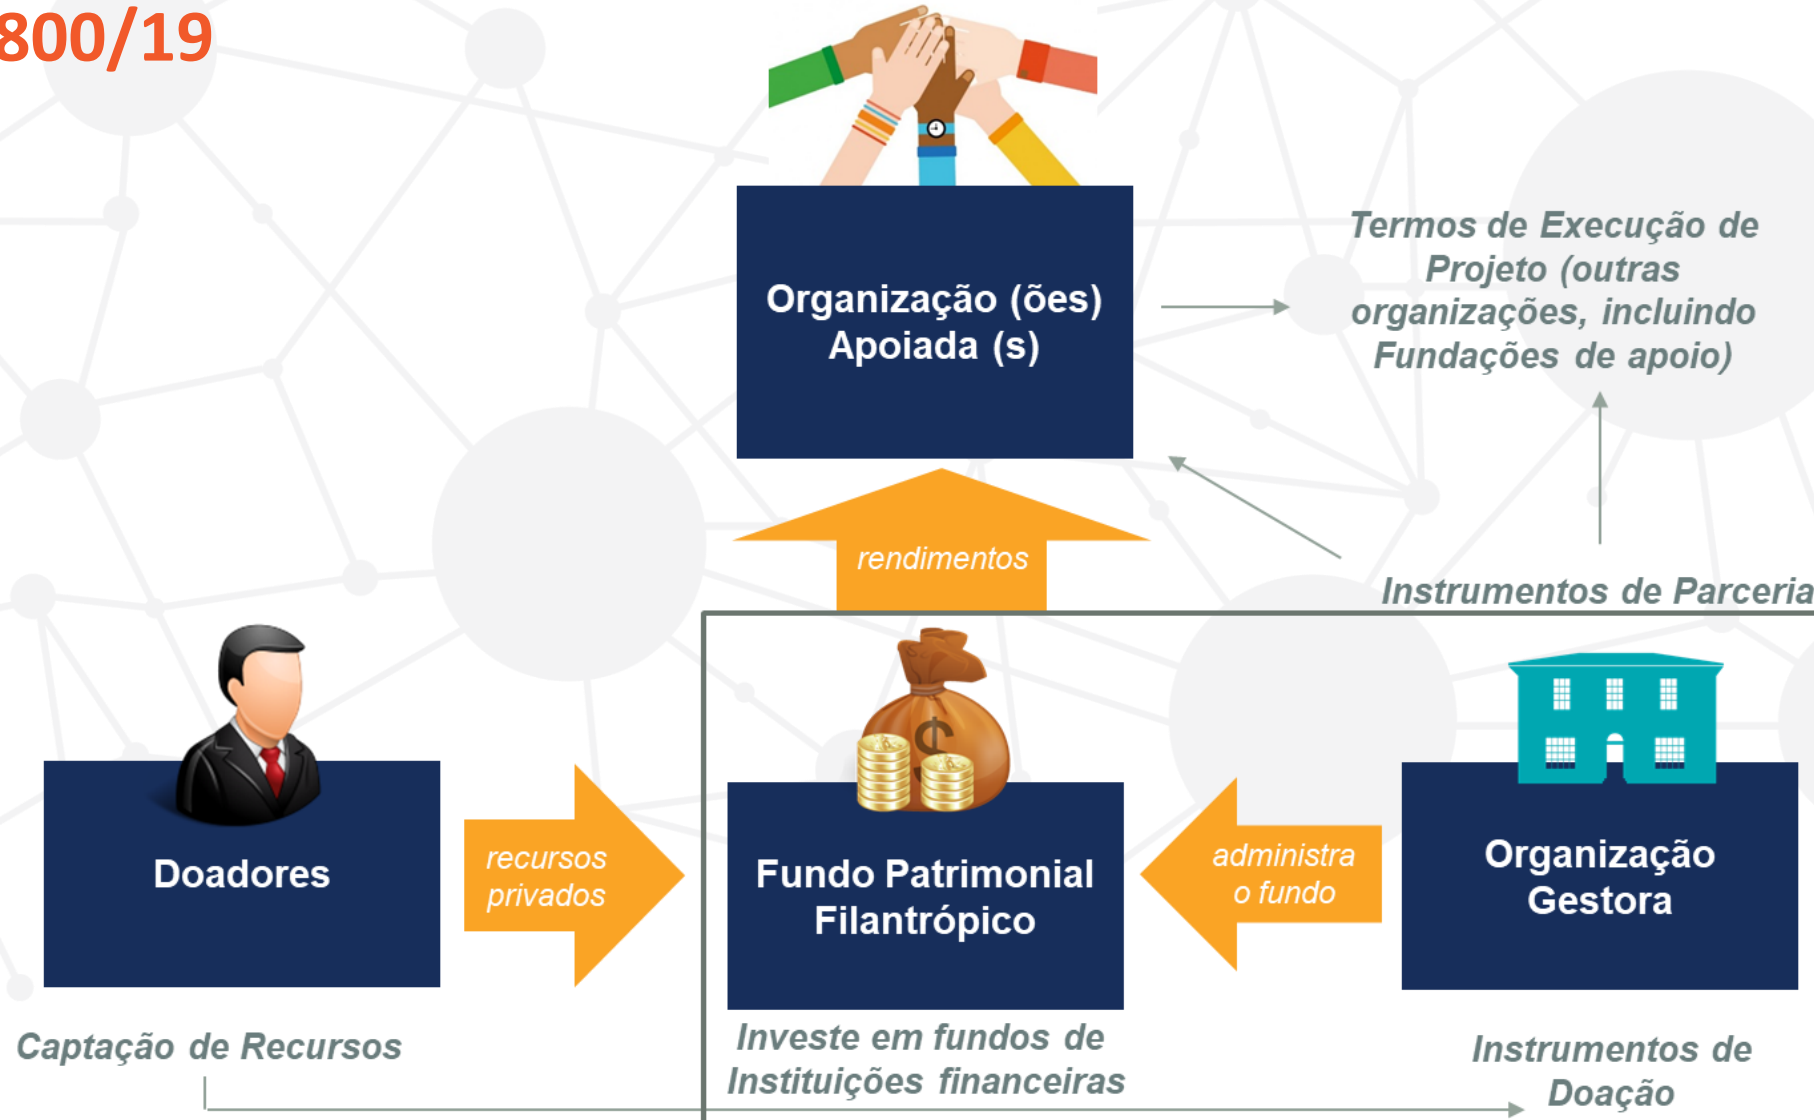 800/19
Organização (ões)
Apoiada (s)
Termos de Execução de
Projeto (outras
organizações, incluindo
Fundações de apoio)
rendimentos
Instrumentos de Parceria
Doadores
recursos
privados
Fundo Patrimonial
Filantrópico
administra
o fundo
Organização
Gestora
Captação de Recursos
Investe em fundos de
Instituições financeiras
Instrumentos de
Doação